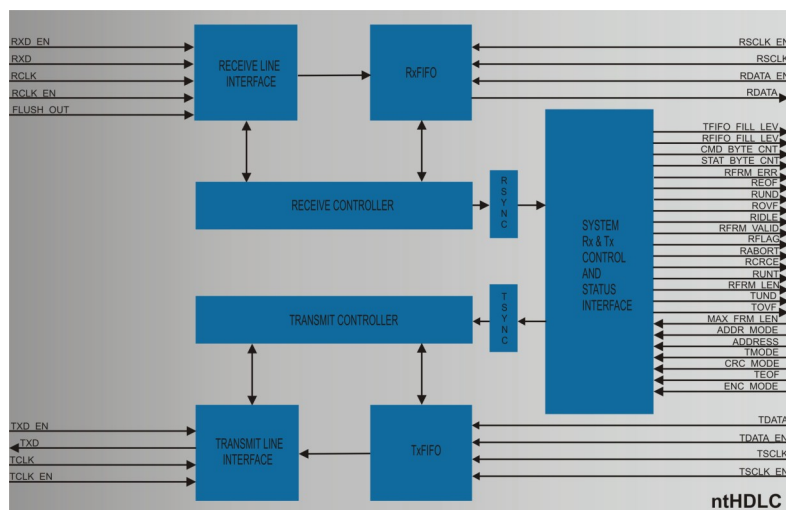 RXD_EN
RXD
RCLK
RCLK_EN
FLUSH_OUT
RECEIVE LINE
INTERFACE
RxFIFO
RSCLK_EN
RSCLK
RDATA_EN
RDATA
RECEIVE CONTROLLER
RSYNC
SYSTEM
Rx & Tx
CONTROL
AND
STATUS
INTERFACE
TFIFO_FILL_LEV
RFIFO_FILL_LEV
CMD_BYTE_CNT
STAT_BYTE_CNT
RFRM_ERR
REOF
RUND
ROVF
RIDLE
RFRM_VALID
RFLAG
RABORT
RCRCE
RUNT
RFRM_LEN
TUND
TOVF
MAX_FRM_LEN
ADDR_MODE
ADDRESS
TMODE
CRC_MODE
TEOF
ENC_MODE
TRANSMIT CONTROLLER
TSYNC
TXD_EN
TXD
TCLK
TCLK_EN
TRANSMIT LINE
INTERFACE
TxFIFO
TDATA
TDATA_EN
TSCLK
TSCLK_EN
ntHDLC